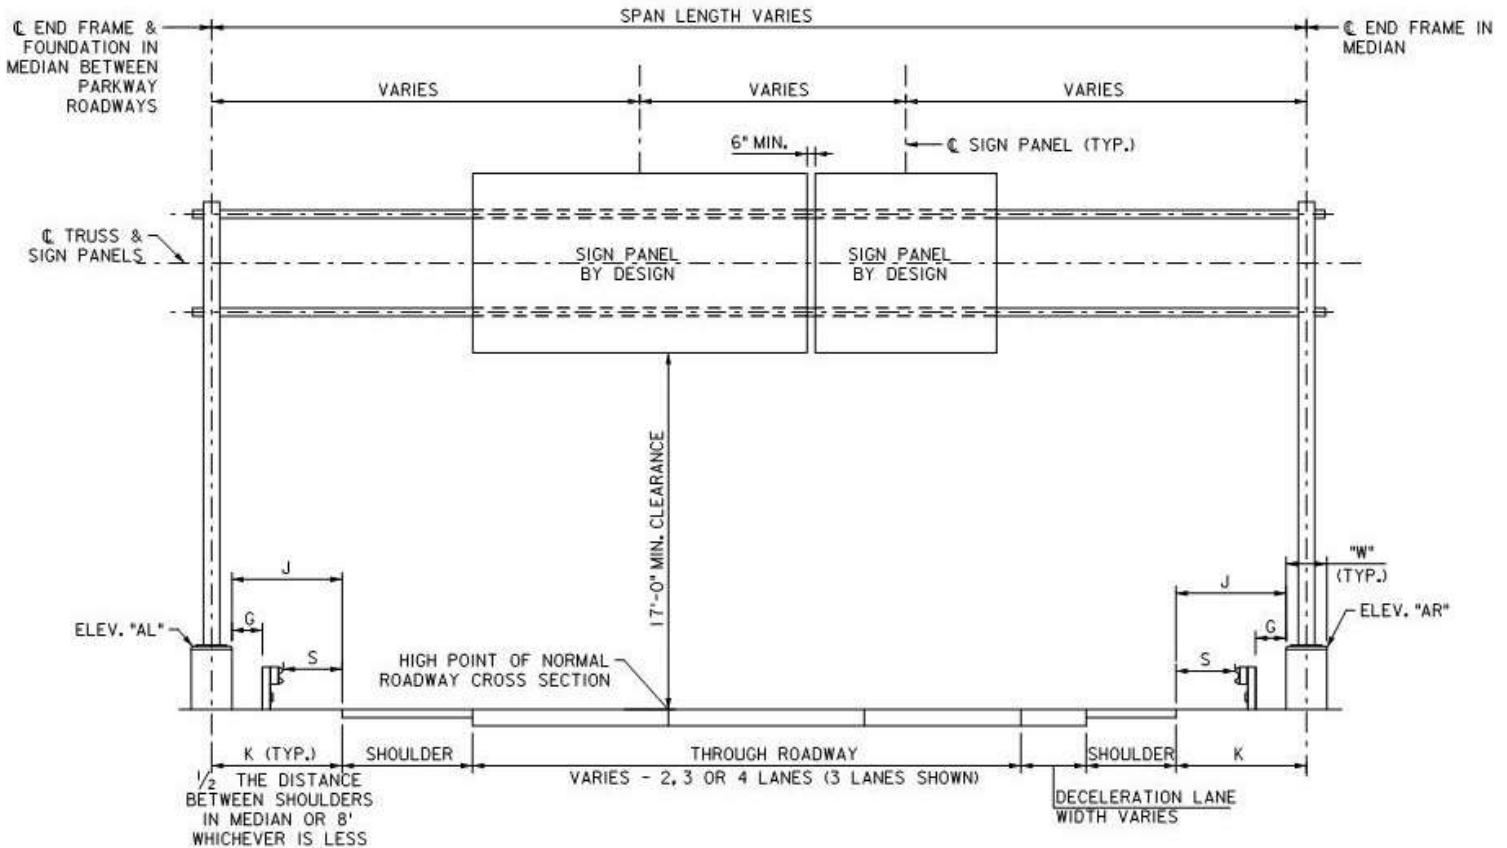 SPAN LENGTH VARIES
℄ END FRAME &
FOUNDATION IN
MEDIAN BETWEEN
PARKWAY
ROADWAYS
℄ END FRAME IN
MEDIAN
VARIES
VARIES
VARIES
6" MIN.
℄ SIGN PANEL (TYP.)
℄ TRUSS &
SIGN PANELS
SIGN PANEL
BY DESIGN
SIGN PANEL
BY DESIGN
17'-0" MIN. CLEARANCE
J
G
S
ELEV. "AL"
HIGH POINT OF NORMAL
ROADWAY CROSS SECTION
"W"
(TYP.)
J
G
S
ELEV. "AR"
K (TYP.)
SHOULDER
THROUGH ROADWAY
VARIES - 2, 3 OR 4 LANES (3 LANES SHOWN)
SHOULDER
K
1/2 THE DISTANCE
BETWEEN SHOULDERS
IN MEDIAN OR 8'
WHICHEVER IS LESS
DECELERATION LANE
WIDTH VARIES